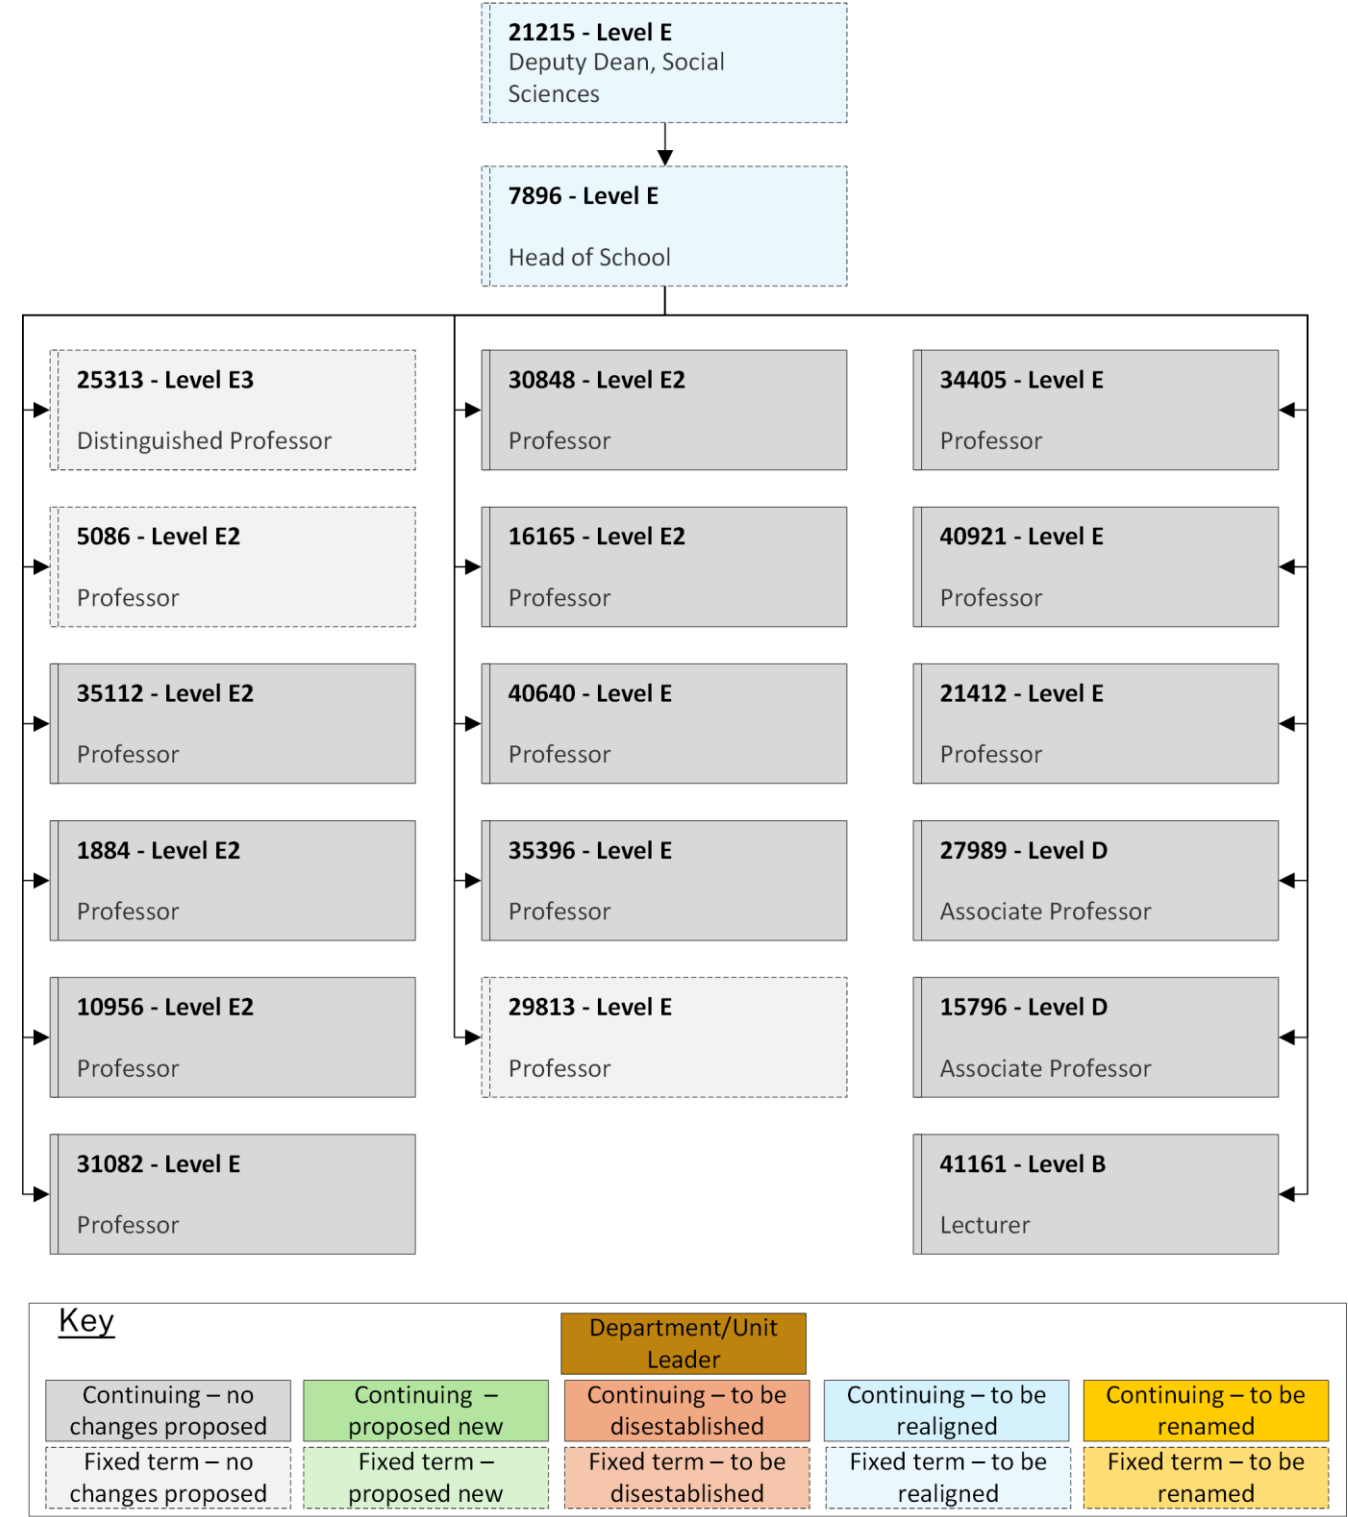 21215 - Level E
Deputy Dean, Social
Sciences
7896 - Level E
Head of School
25313 - Level E3
Distinguished Professor
5086 - Level E2
Professor
35112 - Level E2
Professor
1884 - Level E2
Professor
10956 - Level E2
Professor
31082 - Level E
Professor
30848 - Level E2
Professor
16165 - Level E2
Professor
40640 - Level E
Professor
35396 - Level E
Professor
29813 - Level E
Professor
34405 - Level E
Professor
40921 - Level E
Professor
21412 - Level E
Professor
27989 - Level D
Associate Professor
15796 - Level D
Associate Professor
41161 - Level B
Lecturer
Key
Department/Unit
Leader
Continuing – no
changes proposed
Continuing –
proposed new
Continuing – to be
disestablished
Continuing – to be
realigned
Continuing – to be
renamed
Fixed term – no
changes proposed
Fixed term –
proposed new
Fixed term – to be
disestablished
Fixed term – to be
realigned
Fixed term – to be
renamed